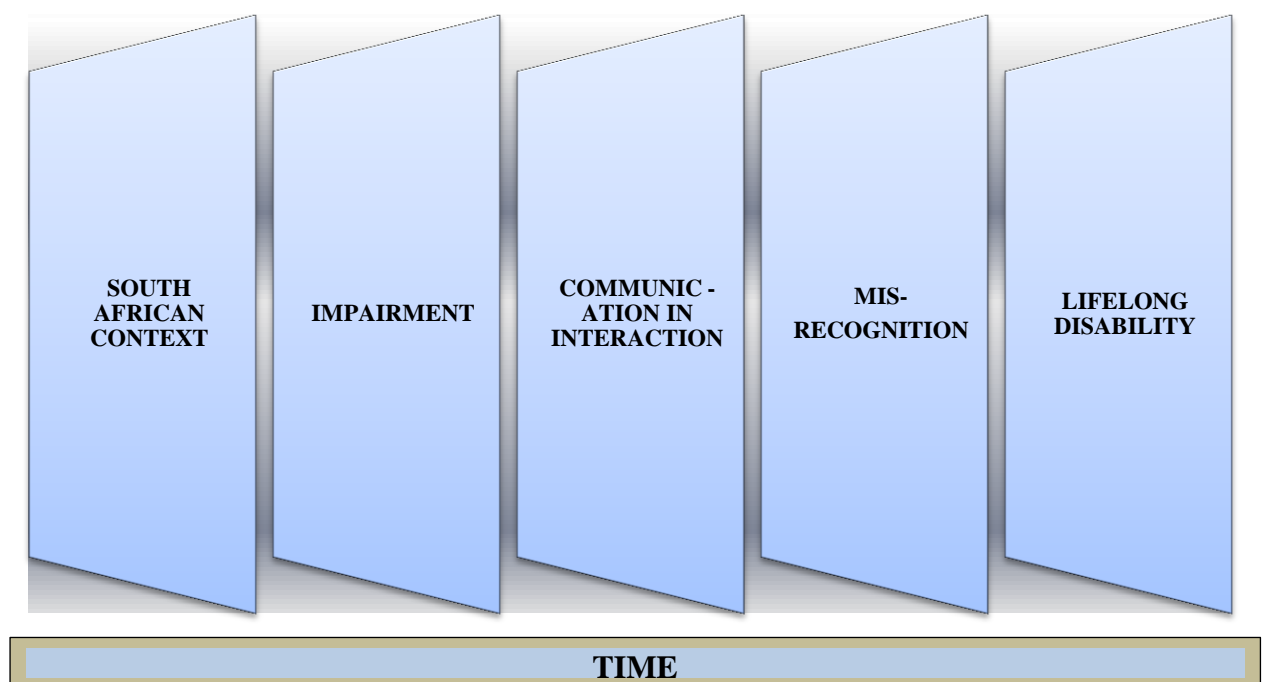 SOUTH
AFRICAN
CONTEXT
IMPAIRMENT
COMMUNIC -
ATION IN
INTERACTION
MIS-
RECOGNITION
LIFELONG
DISABILITY
TIME